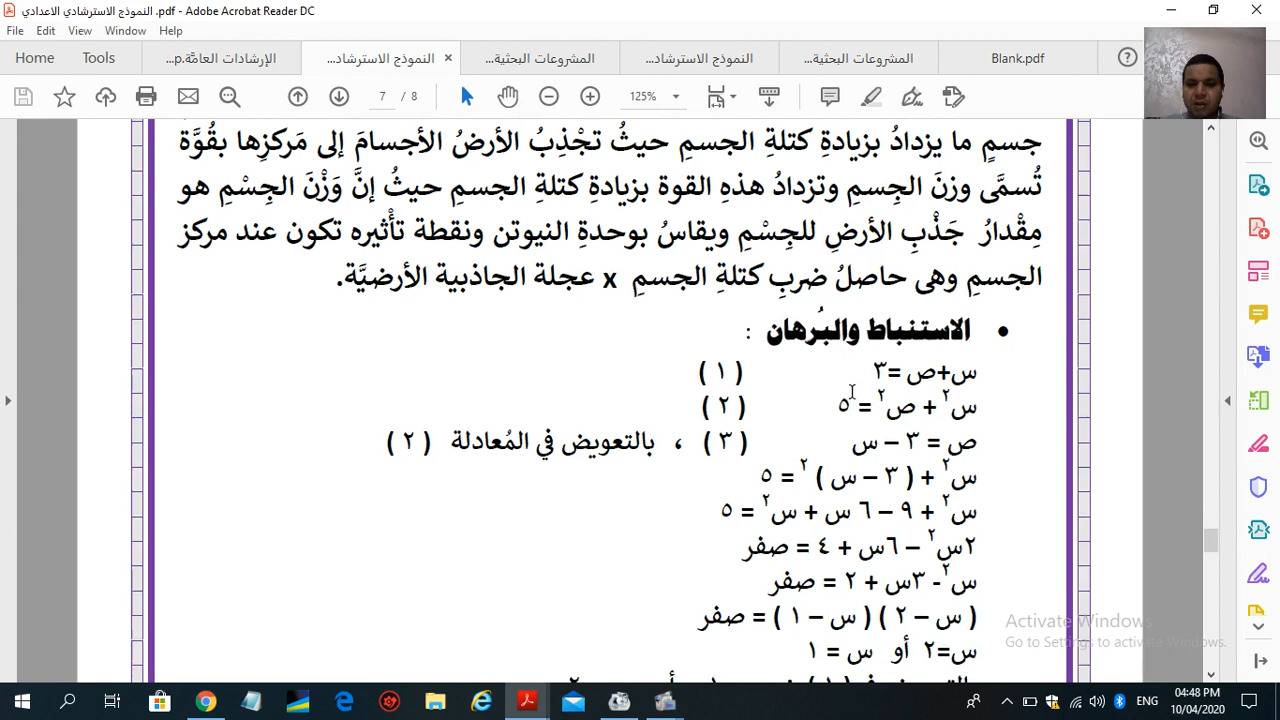 النموذج الاسترشادي الاعدادي .pdf - Adobe Acrobat Reader DC
File Edit View Window Help
Home Tools الإرشادات العامَّة.p... النموذج الاسترشاد... × المشروعات البحثية... النموذج الاسترشاد... المشروعات البحثية... Blank.pdf
7 / 8 125%
جسمٍ ما يزدادُ بزيادةِ كتلةِ الجسمِ حيثُ تجْذِبُ الأرضُ الأجسامَ إلى مَركزِها بقُوَّة
تُسمَّى وزنَ الجِسمِ وتزدادُ هذهِ القوة بزيادةِ كتلةِ الجسمِ حيثُ إنَّ وَزْنَ الجِسْمِ هو
مِقْدارُ جَذْبِ الأرضِ للجِسْمِ ويقاسُ بوحدةِ النيوتن ونقطة تأْثيره تكون عند مركز
الجسمِ وهى حاصلُ ضربِ كتلةِ الجسمِ x عجلة الجاذبية الأرضيَّة.
• الاستنباط والبُرهان :
س+ص =٣ ( ١ )
س٢ + ص٢ = ٥ ( ٢ )
ص = ٣ – س ( ٣ ) ، بالتعويض في المُعادلة ( ٢ )
س٢ + ( ٣ – س ) ٢ = ٥
س٢ + ٩ – ٦ س + س٢ = ٥
٢س٢ – ٦س + ٤ = صفر
س٢- ٣س + ٢ = صفر
( س – ٢ ) ( س – ١ ) = صفر
س=٢ أو س = ١
Activate Windows
Go to Settings to activate Windows.
ENG
04:48 PM
10/04/2020